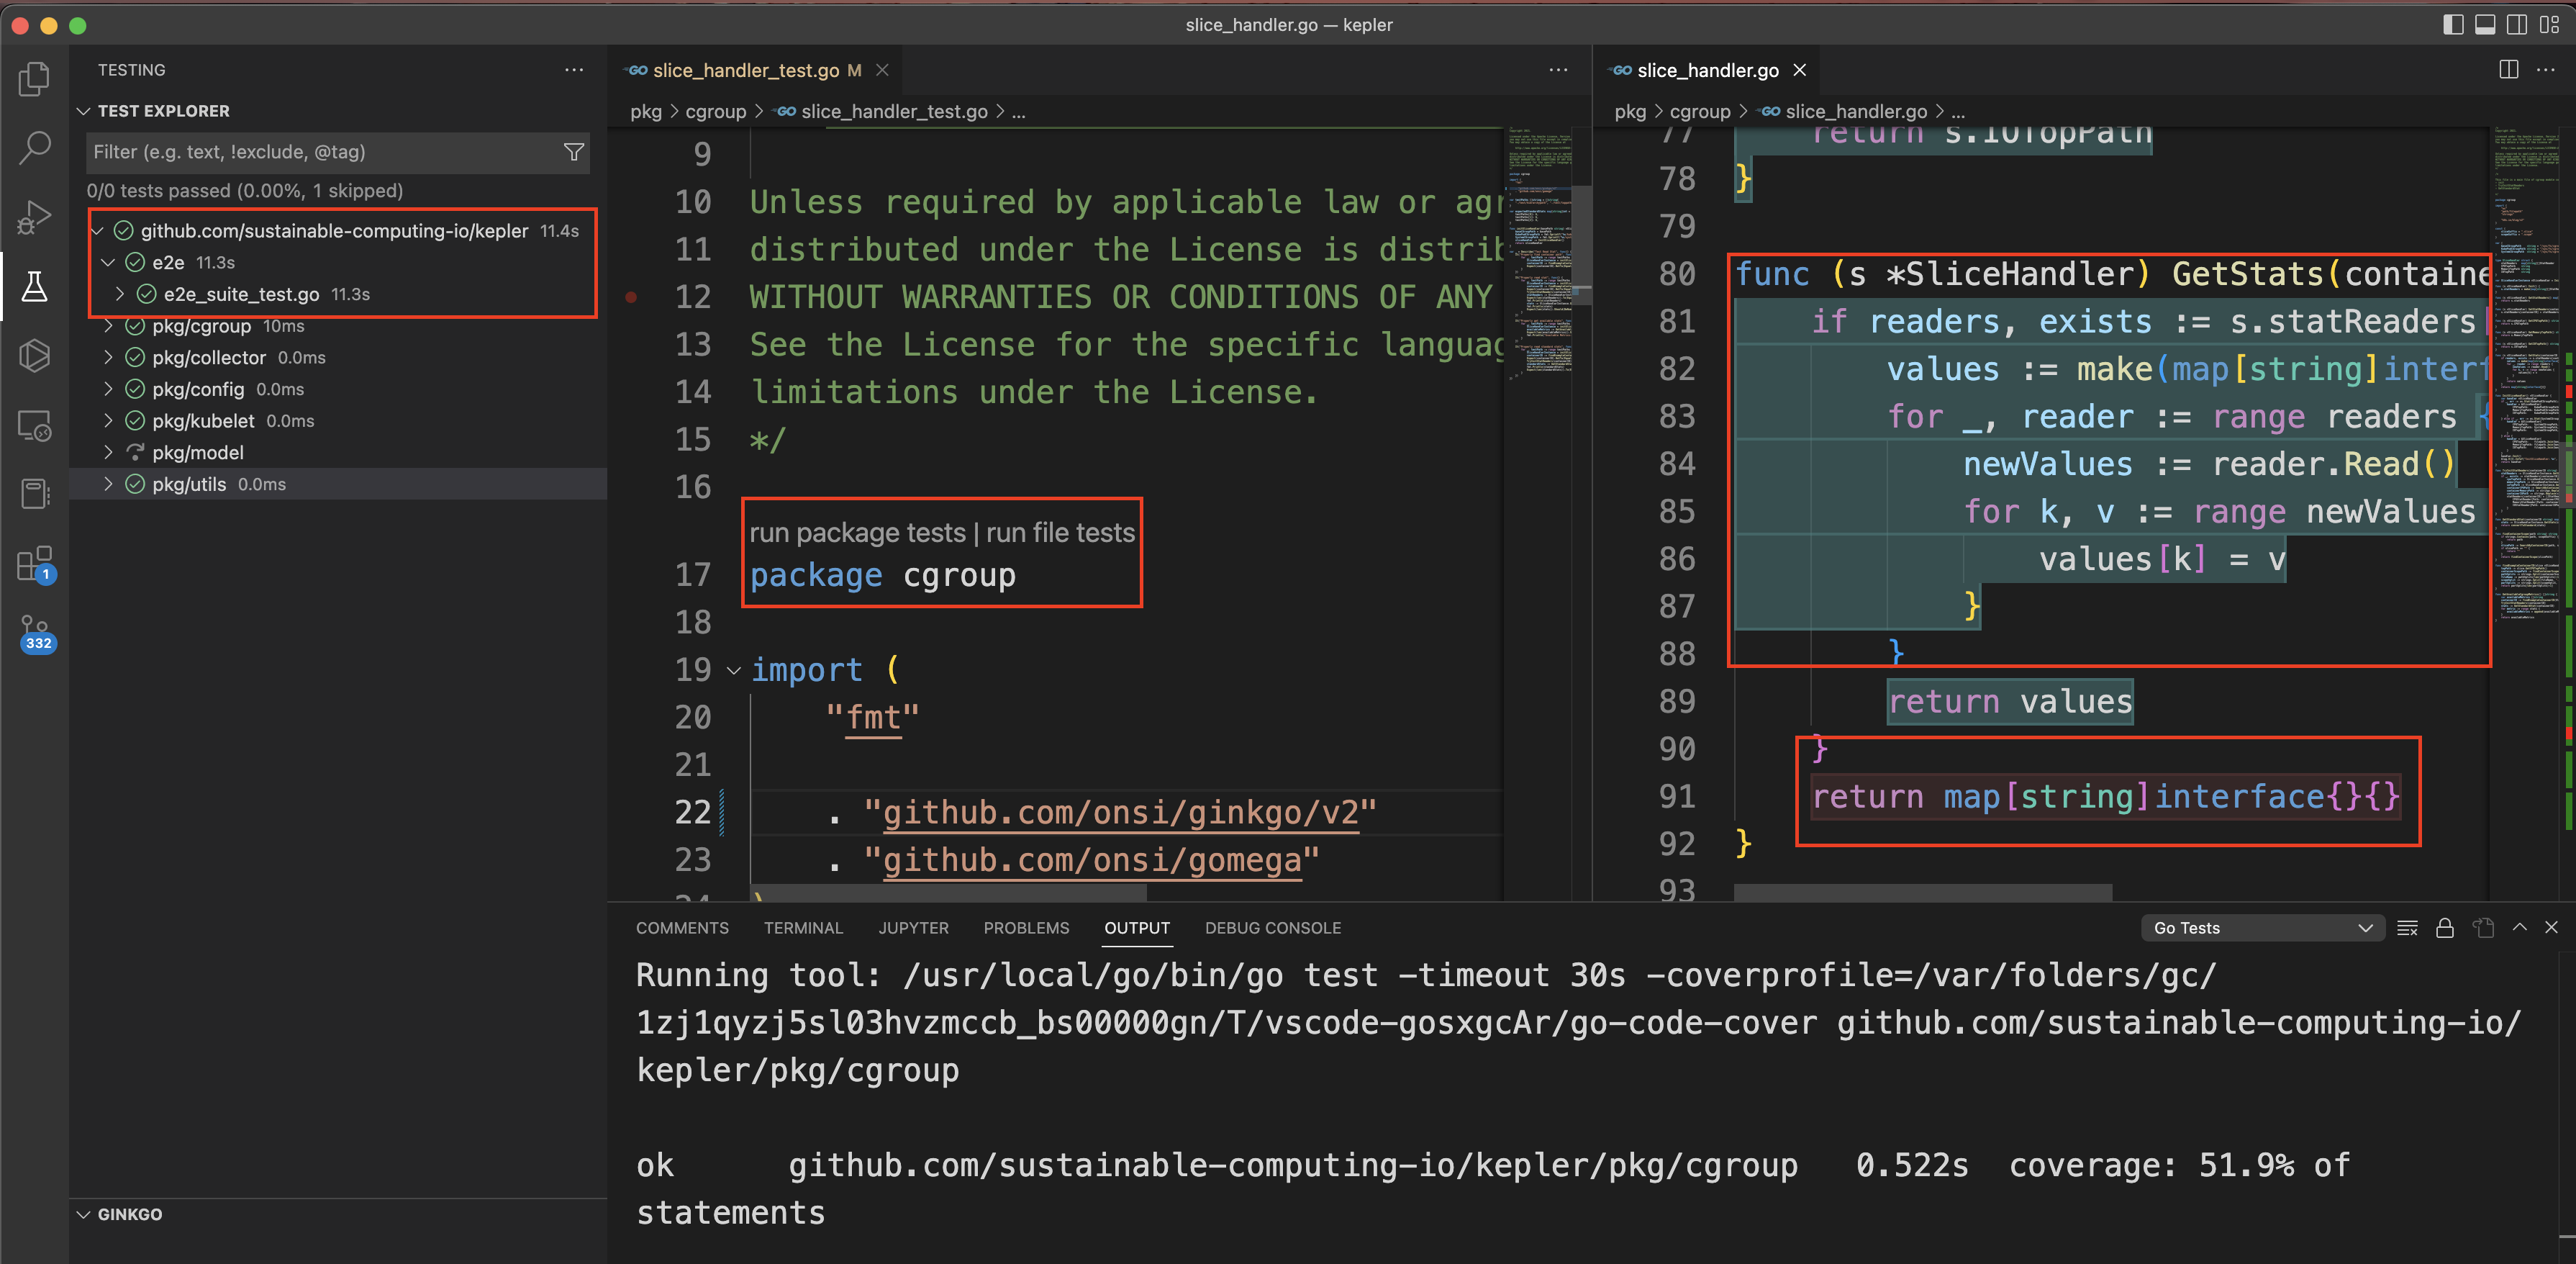 slice_handler.go — kepler
TESTING
TEST EXPLORER
Filter (e.g. text, !exclude, @tag)
0/0 tests passed (0.00%, 1 skipped)
github.com/sustainable-computing-io/kepler 11.4s
e2e 11.3s
e2e_suite_test.go 11.3s
pkg/cgroup 10ms
pkg/collector 0.0ms
pkg/config 0.0ms
pkg/kubelet 0.0ms
pkg/model
pkg/utils 0.0ms
1
332
GINKGO
GO slice_handler_test.go M
pkg > cgroup > GO slice_handler_test.go > ...
9
10 Unless required by applicable law or agr
11 distributed under the License is distrib
12 WITHOUT WARRANTIES OR CONDITIONS OF ANY
13 See the License for the specific languag
14 limitations under the License.
15 */
16
run package tests | run file tests
17 package cgroup
18
19 import (
20 "fmt"
21
22 . "github.com/onsi/ginkgo/v2"
23 . "github.com/onsi/gomega"
24 )
GO slice_handler.go
pkg > cgroup > GO slice_handler.go > ...
77 return s.IOTopPath
78 }
79
80 func (s *SliceHandler) GetStats(containe
81 if readers, exists := s.statReaders[
82 values := make(map[string]interf
83 for _, reader := range readers {
84 newValues := reader.Read()
85 for k, v := range newValues
86 values[k] = v
87 }
88 }
89 return values
90 }
91 return map[string]interface{}{}
92 }
93
COMMENTS TERMINAL JUPYTER PROBLEMS OUTPUT DEBUG CONSOLE
Go Tests
Running tool: /usr/local/go/bin/go test -timeout 30s -coverprofile=/var/folders/gc/
1zj1qyzj5sl03hvzmccb_bs00000gn/T/vscode-gosxgcAr/go-code-cover github.com/sustainable-computing-io/
kepler/pkg/cgroup
ok github.com/sustainable-computing-io/kepler/pkg/cgroup 0.522s coverage: 51.9% of
statements